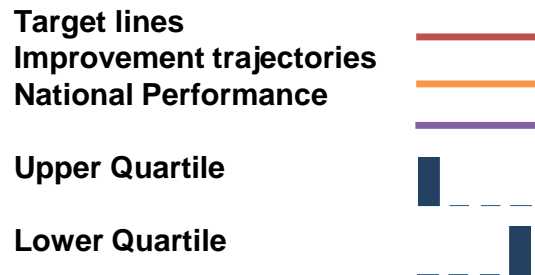 Target lines
Improvement trajectories
National Performance
Upper Quartile
Lower Quartile